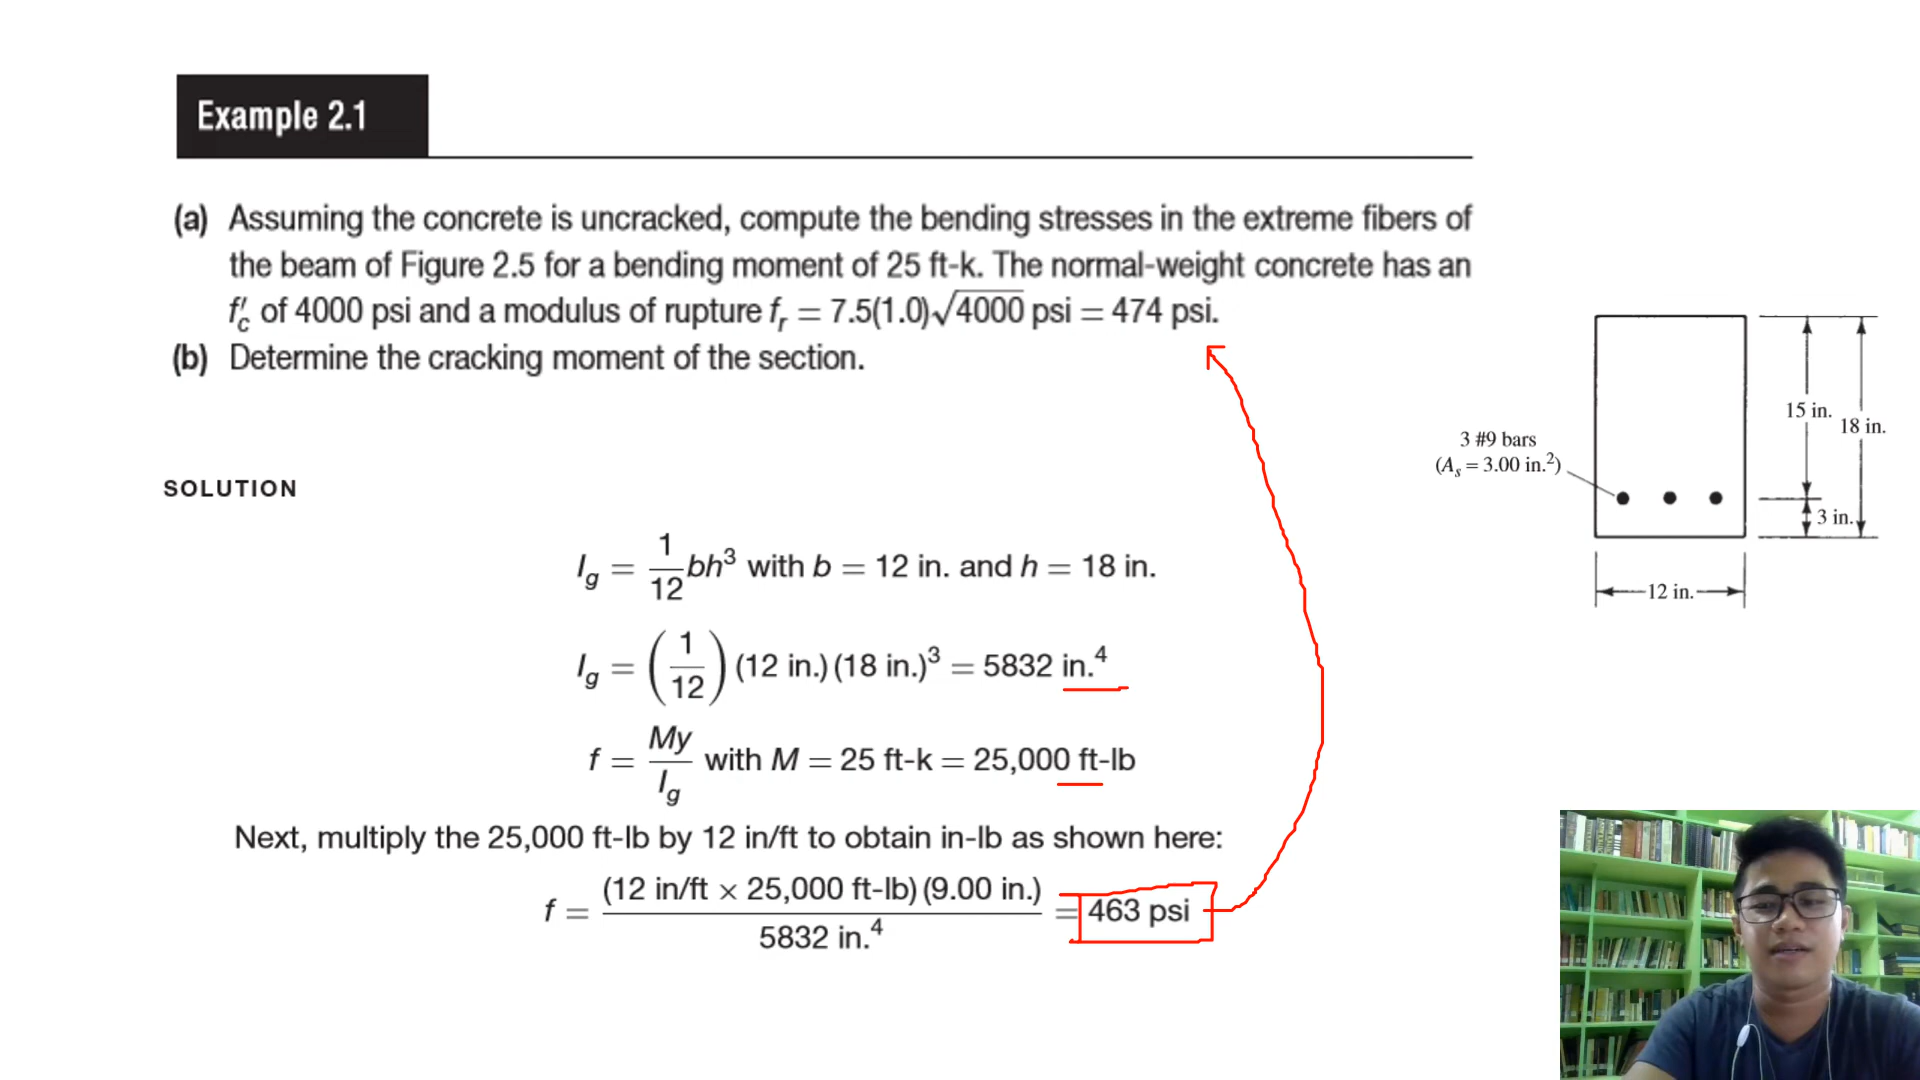 Example 2.1
(a) Assuming the concrete is uncracked, compute the bending stresses in the extreme fibers of
the beam of Figure 2.5 for a bending moment of 25 ft-k. The normal-weight concrete has an
f′c of 4000 psi and a modulus of rupture fr = 7.5(1.0)√4000 psi = 474 psi.
(b) Determine the cracking moment of the section.
SOLUTION
Ig = 1/12 bh³ with b = 12 in. and h = 18 in.
Ig = (1/12) (12 in.) (18 in.)³ = 5832 in.⁴
f = My/Ig with M = 25 ft-k = 25,000 ft-lb
Next, multiply the 25,000 ft-lb by 12 in/ft to obtain in-lb as shown here:
f = (12 in/ft × 25,000 ft-lb) (9.00 in.) / 5832 in.⁴ = 463 psi
3 #9 bars
(As = 3.00 in.²)
15 in.
18 in.
3 in.
12 in.